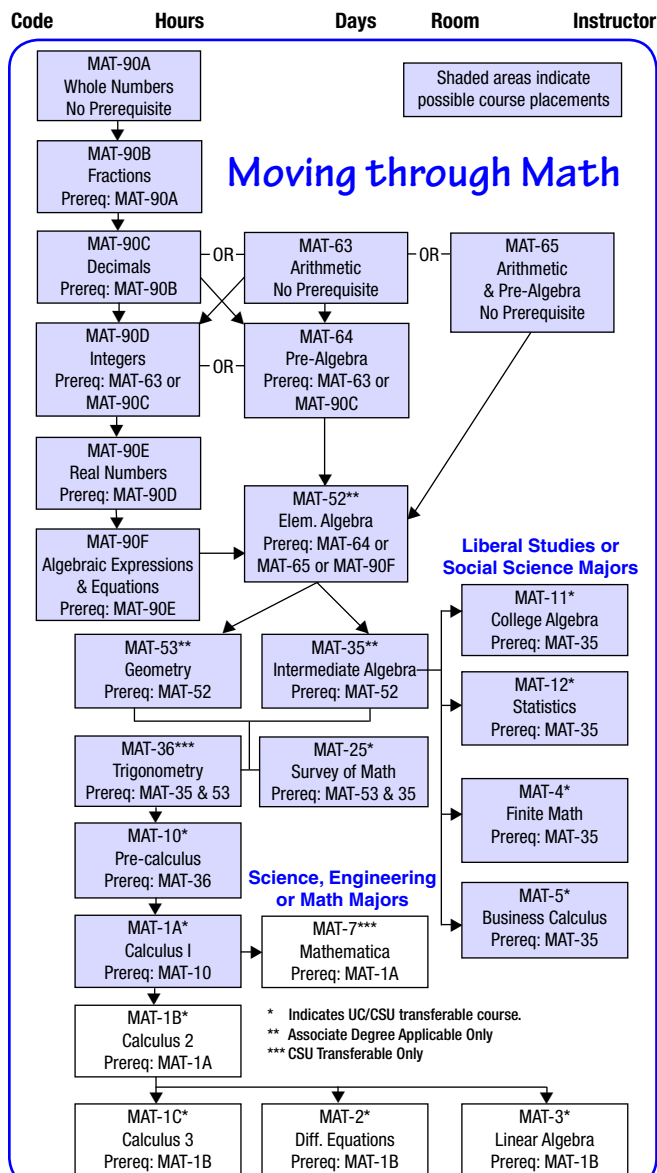 Code Hours Days Room Instructor
MAT-90A
Whole Numbers
No Prerequisite
Shaded areas indicate
possible course placements
Moving through Math
MAT-90B
Fractions
Prereq: MAT-90A
MAT-90C
Decimals
Prereq: MAT-90B
OR
MAT-63
Arithmetic
No Prerequisite
OR
MAT-65
Arithmetic
& Pre-Algebra
No Prerequisite
MAT-90D
Integers
Prereq: MAT-63 or
MAT-90C
OR
MAT-64
Pre-Algebra
Prereq: MAT-63 or
MAT-90C
MAT-90E
Real Numbers
Prereq: MAT-90D
MAT-90F
Algebraic Expressions
& Equations
Prereq: MAT-90E
MAT-52**
Elem. Algebra
Prereq: MAT-64 or
MAT-65 or MAT-90F
Liberal Studies or
Social Science Majors
MAT-11*
College Algebra
Prereq: MAT-35
MAT-53**
Geometry
Prereq: MAT-52
MAT-35**
Intermediate Algebra
Prereq: MAT-52
MAT-12*
Statistics
Prereq: MAT-35
MAT-36***
Trigonometry
Prereq: MAT-35 & 53
MAT-25*
Survey of Math
Prereq: MAT-53 & 35
MAT-4*
Finite Math
Prereq: MAT-35
MAT-10*
Pre-calculus
Prereq: MAT-36
Science, Engineering
or Math Majors
MAT-5*
Business Calculus
Prereq: MAT-35
MAT-1A*
Calculus I
Prereq: MAT-10
MAT-7***
Mathematica
Prereq: MAT-1A
MAT-1B*
Calculus 2
Prereq: MAT-1A
* Indicates UC/CSU transferable course.
** Associate Degree Applicable Only
*** CSU Transferable Only
MAT-1C*
Calculus 3
Prereq: MAT-1B
MAT-2*
Diff. Equations
Prereq: MAT-1B
MAT-3*
Linear Algebra
Prereq: MAT-1B